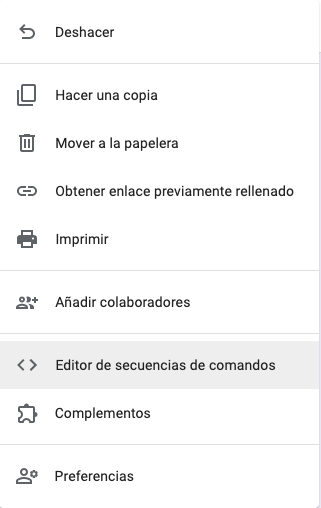 Deshacer
Hacer una copia
Mover a la papelera
Obtener enlace previamente rellenado
Imprimir
Añadir colaboradores
Editor de secuencias de comandos
Complementos
Preferencias